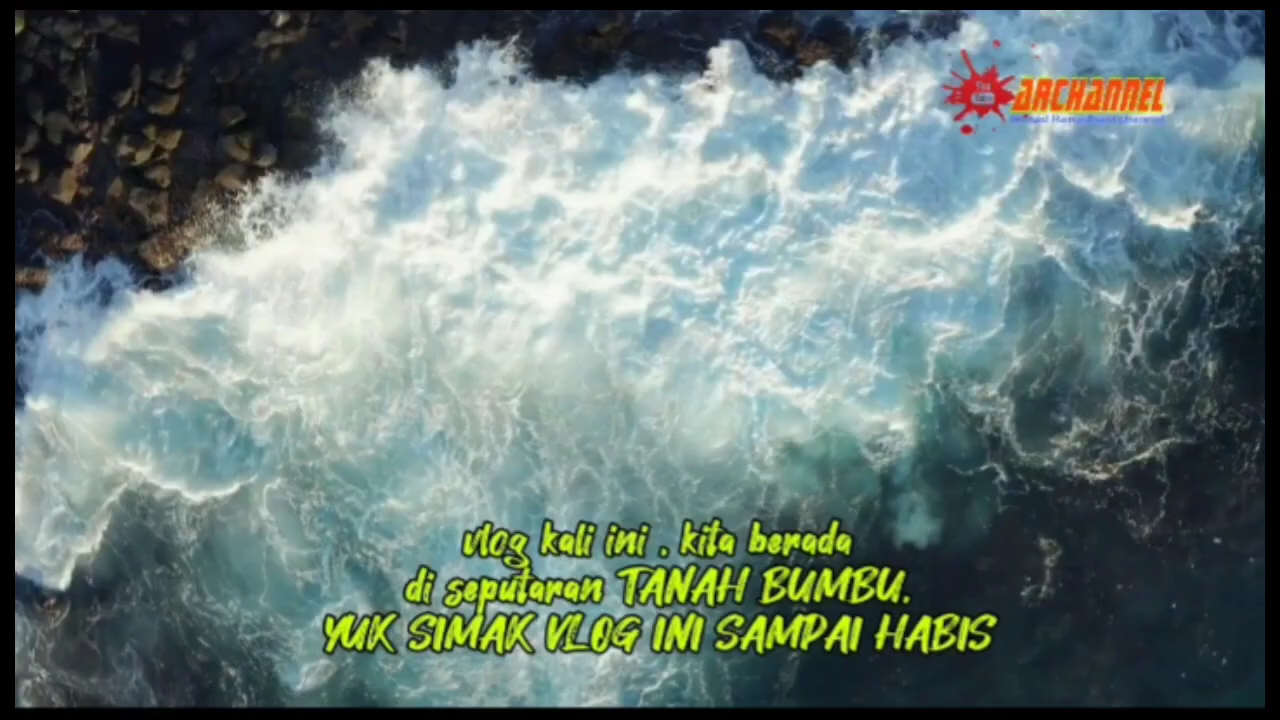 ARCHANNEL
vlog kali ini . kita berada
di seputaran TANAH BUMBU.
YUK SIMAK VLOG INI SAMPAI HABIS